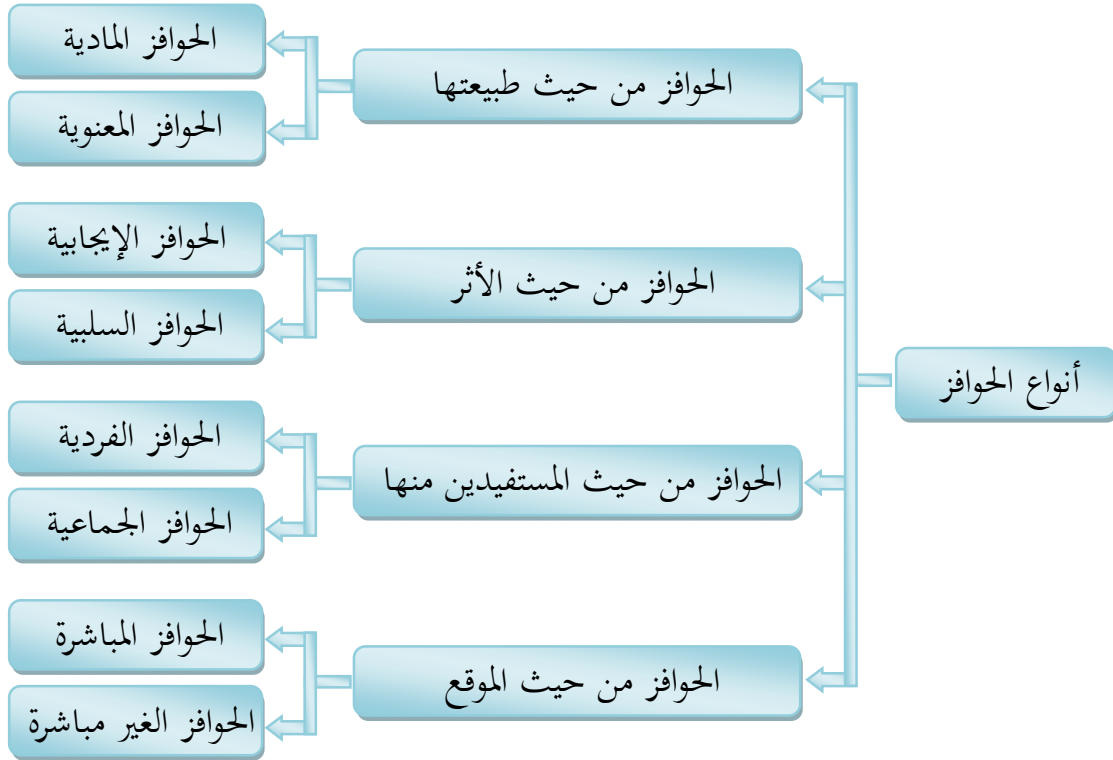 أنواع الحوافز
الحوافز من حيث طبيعتها
الحوافز المادية
الحوافز المعنوية
الحوافز من حيث الأثر
الحوافز الإيجابية
الحوافز السلبية
الحوافز من حيث المستفيدين منها
الحوافز الفردية
الحوافز الجماعية
الحوافز من حيث الموقع
الحوافز المباشرة
الحوافز الغير مباشرة